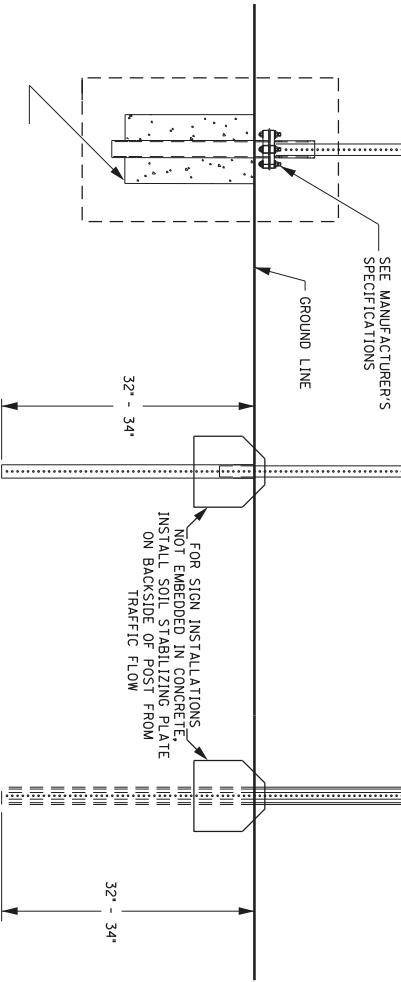 SEE MANUFACTURER'S
SPECIFICATIONS
GROUND LINE
32" - 34"
FOR SIGN INSTALLATIONS
NOT EMBEDDED IN CONCRETE,
INSTALL SOIL STABILIZING PLATE
ON BACKSIDE OF POST FROM
TRAFFIC FLOW
32" - 34"